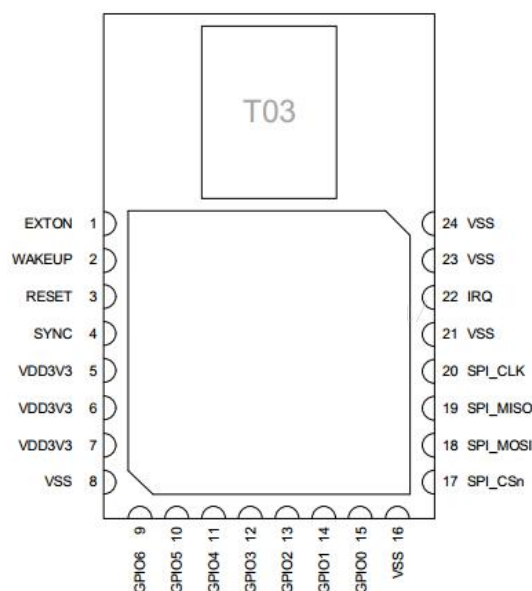 T03
EXTON 1
WAKEUP 2
RESET 3
SYNC 4
VDD3V3 5
VDD3V3 6
VDD3V3 7
VSS 8
24 VSS
23 VSS
22 IRQ
21 VSS
20 SPI_CLK
19 SPI_MISO
18 SPI_MOSI
17 SPI_CSn
GPIO6 9
GPIO5 10
GPIO4 11
GPIO3 12
GPIO2 13
GPIO1 14
GPIO0 15
VSS 16